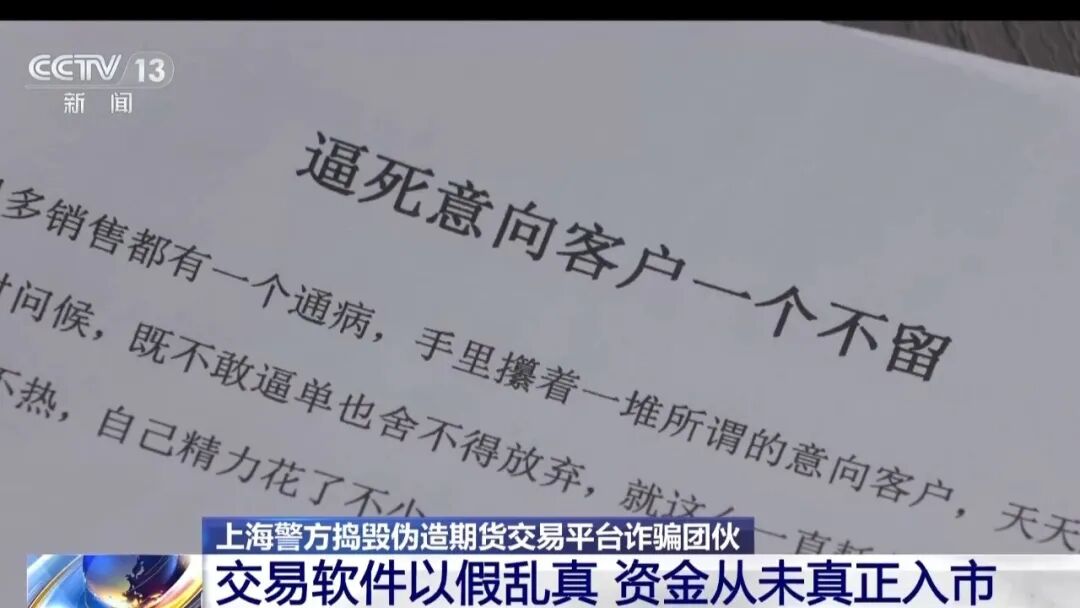 CCTV 13
新闻
逼死意向客户一个不留
多销售都有一个通病，手里攥着一堆所谓的意向客户，天天
时问候，既不敢逼单也舍不得放弃，就这么一直
不热，自己精力花了不少
上海警方捣毁伪造期货交易平台诈骗团伙
交易软件以假乱真 资金从未真正入市